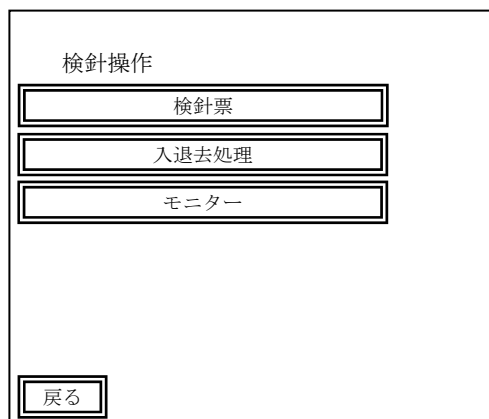 検針操作
検針票
入退去処理
モニター
戻る